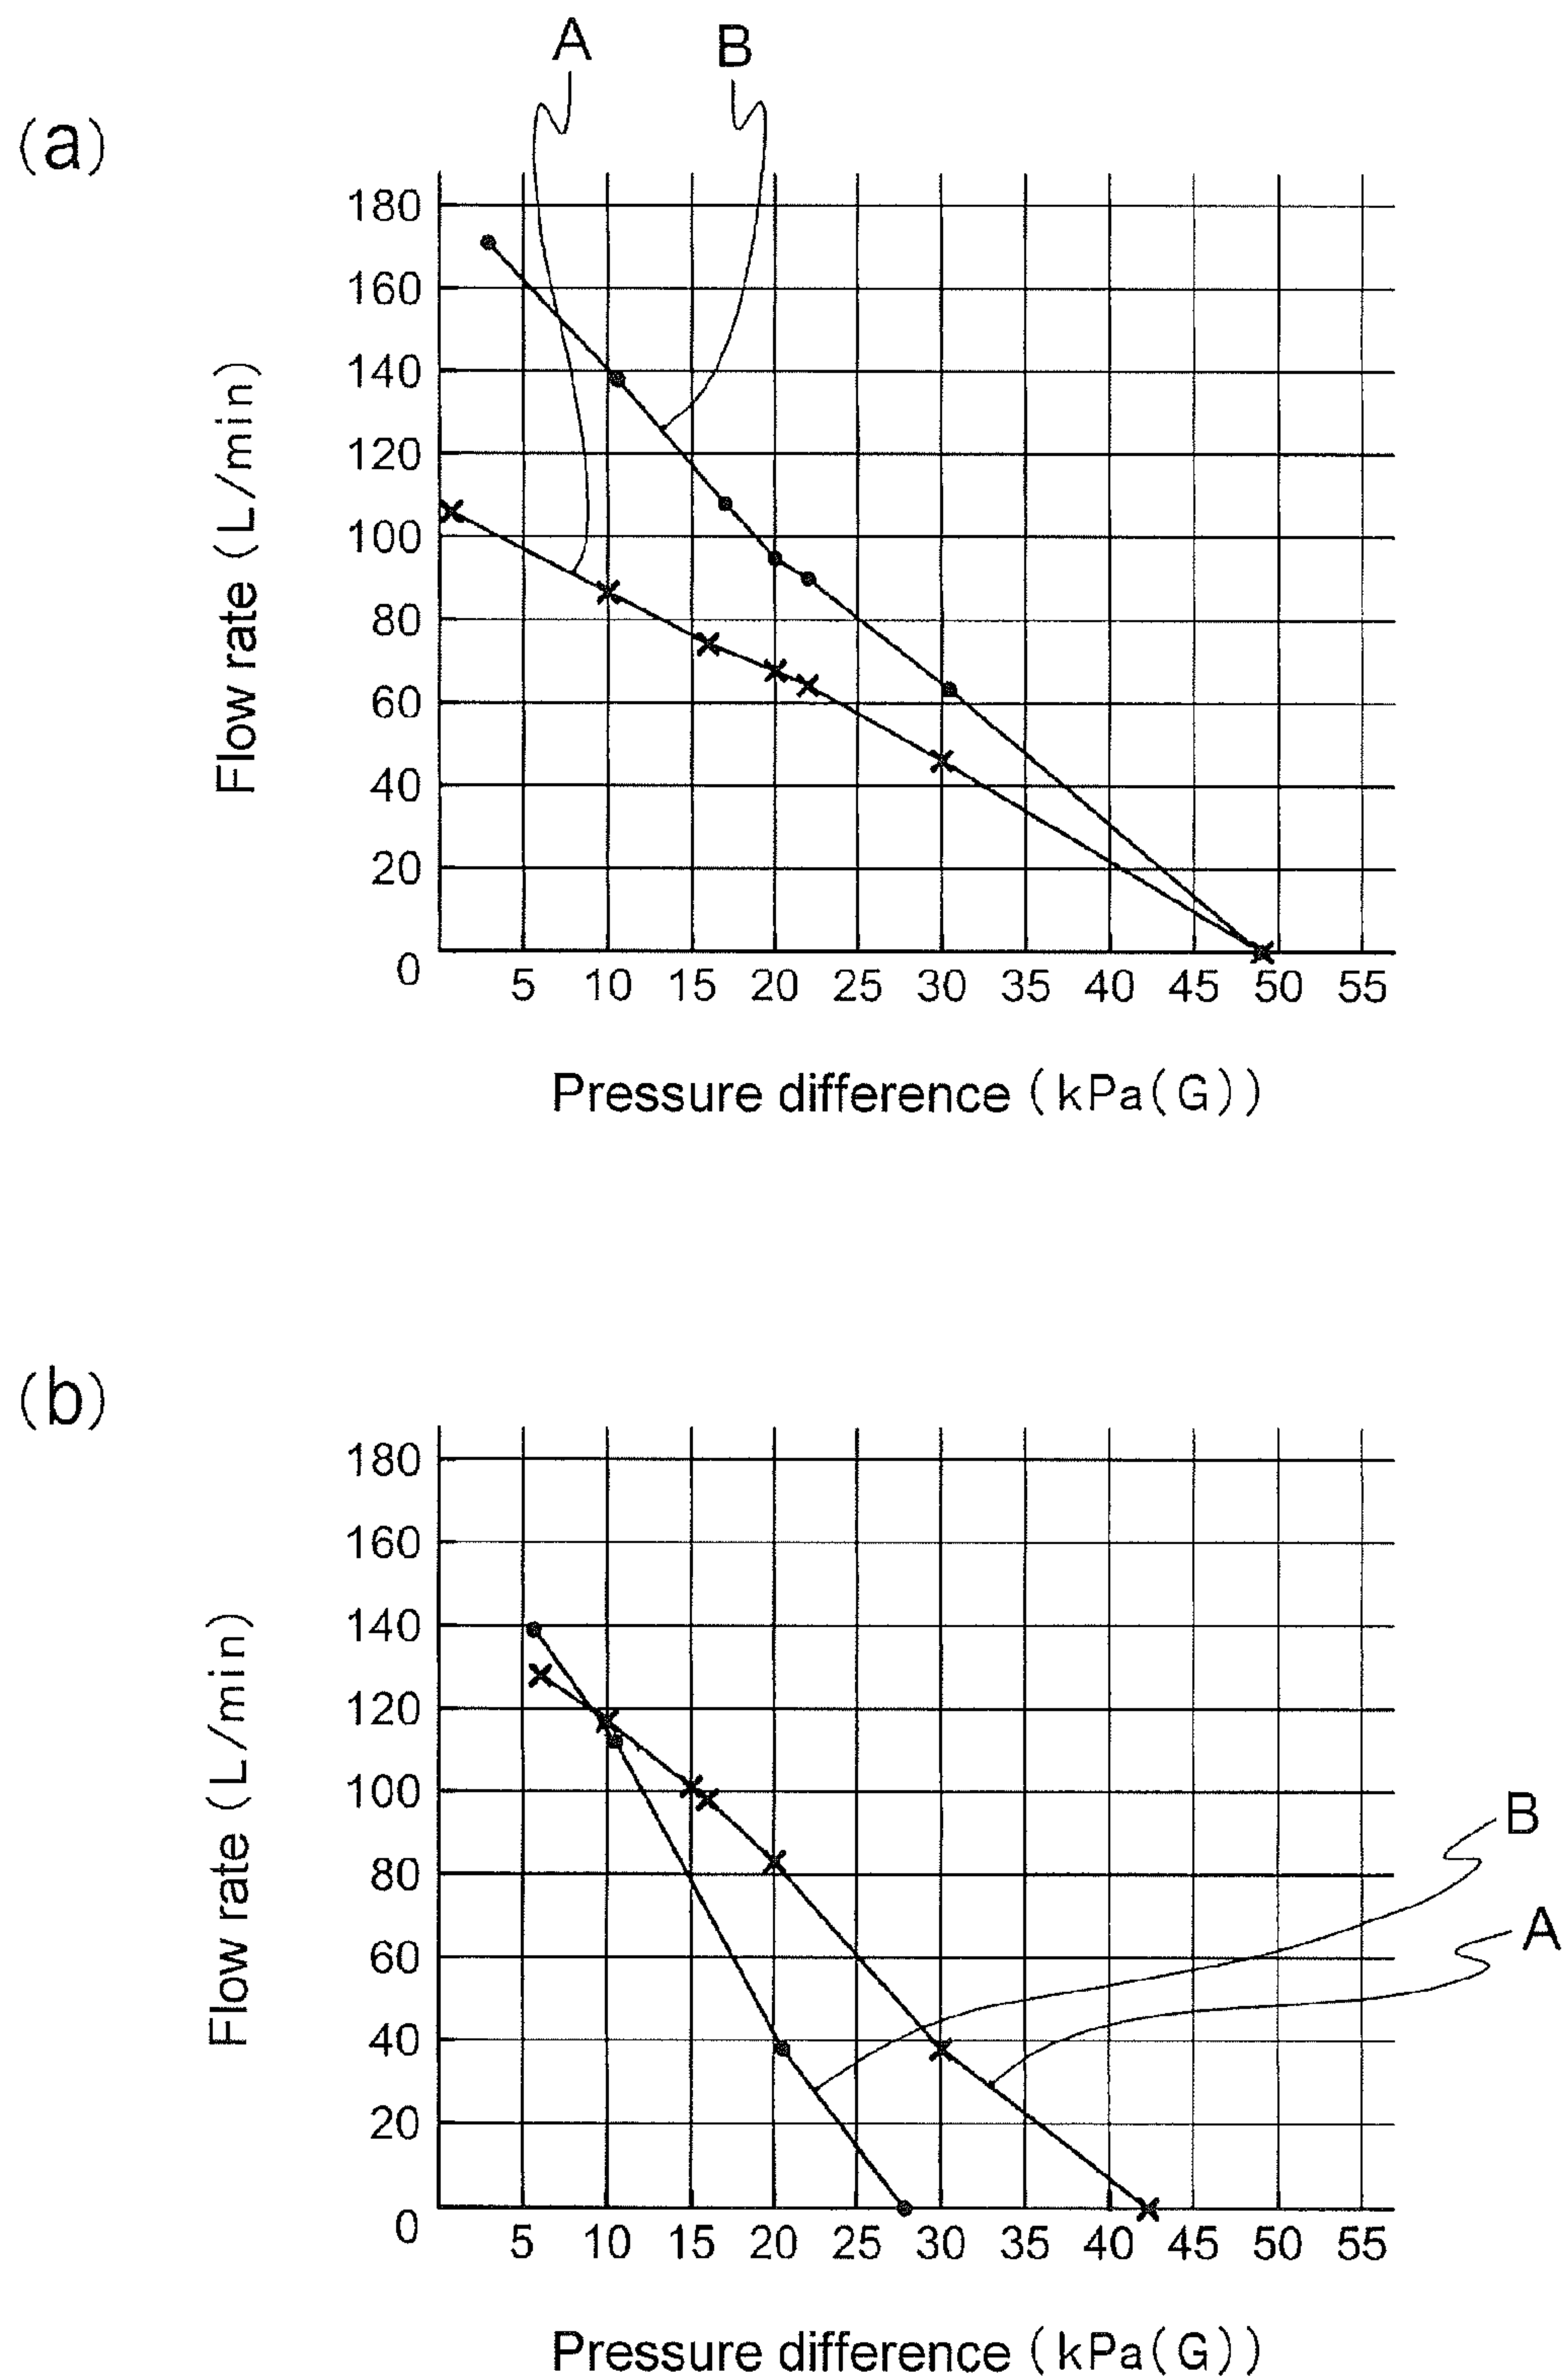 A B
(a)
180
160
140
120
100
80
60
40
20
0
Flow rate (L/min)
5 10 15 20 25 30 35 40 45 50 55
Pressure difference (kPa(G))
(b)
180
160
140
120
100
80
60
40
20
0
Flow rate (L/min)
B
A
5 10 15 20 25 30 35 40 45 50 55
Pressure difference (kPa(G))